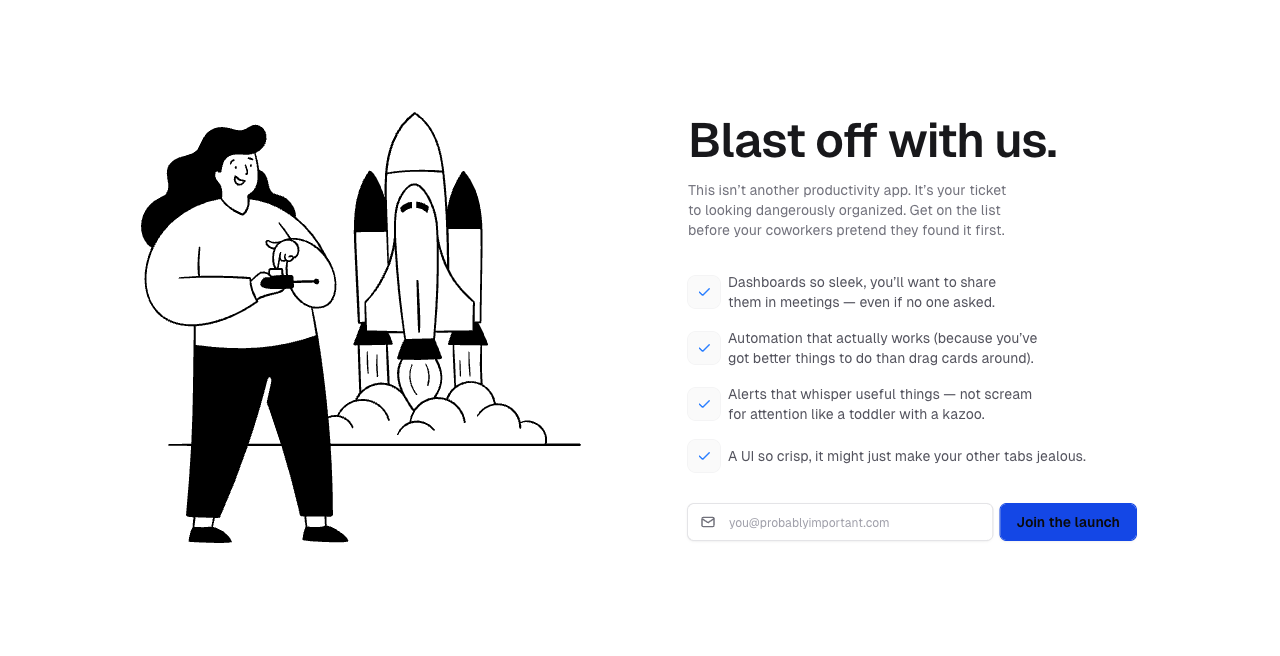 Blast off with us.
This isn’t another productivity app. It’s your ticket
to looking dangerously organized. Get on the list
before your coworkers pretend they found it first.
Dashboards so sleek, you’ll want to share
them in meetings — even if no one asked.
Automation that actually works (because you’ve
got better things to do than drag cards around).
Alerts that whisper useful things — not scream
for attention like a toddler with a kazoo.
A UI so crisp, it might just make your other tabs jealous.
you@probablyimportant.com
Join the launch